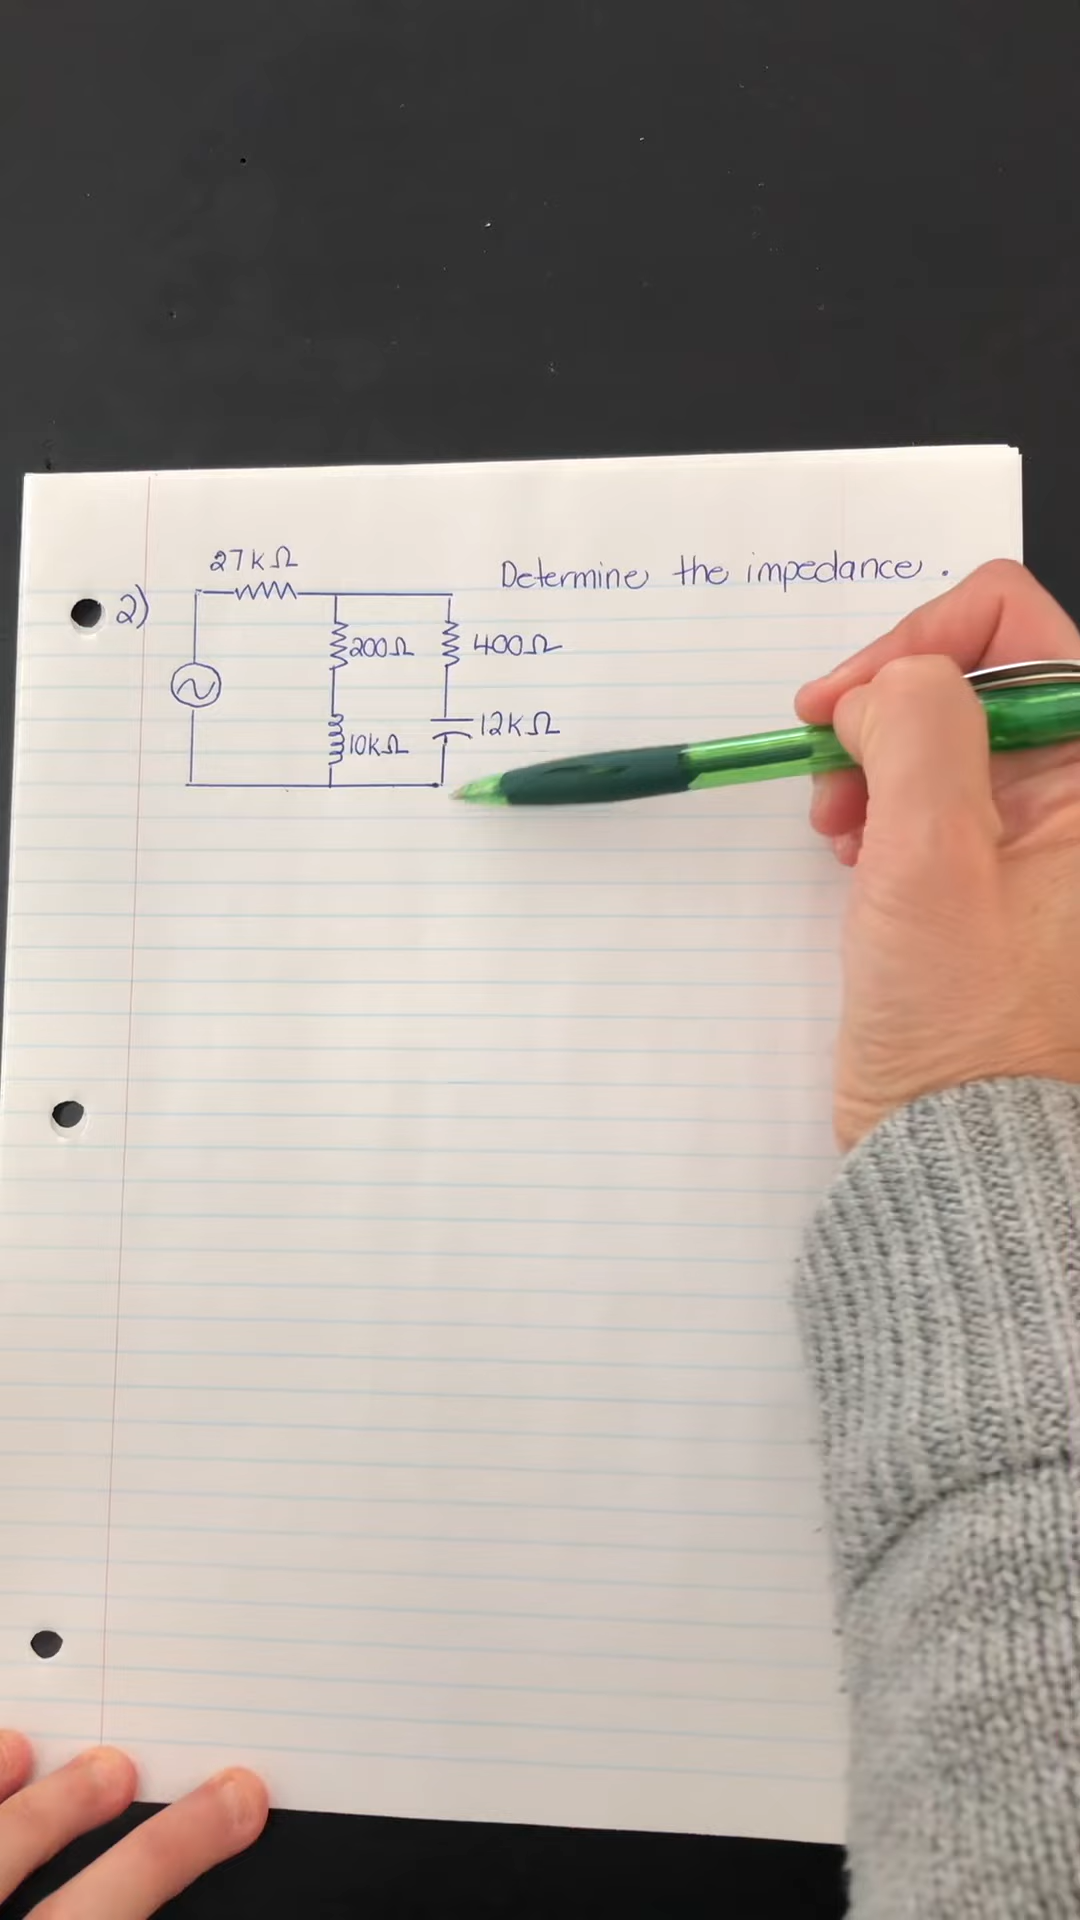 27kΩ
Determine the impedance.
2)
200Ω
400Ω
12kΩ
10kΩ